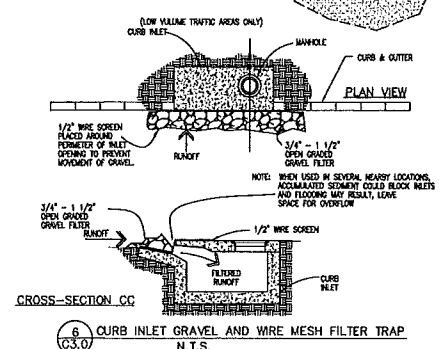 (LOW VOLUME TRAFFIC AREAS ONLY)
CURB INLET
MANHOLE
CURB & GUTTER
PLAN VIEW
1/2" WIRE SCREEN
PLACED AROUND
PERIMETER OF INLET
OPENING TO PREVENT
MOVEMENT OF GRAVEL
RUNOFF
3/4" - 1 1/2"
OPEN GRADED
GRAVEL FILTER
NOTE: WHEN USED IN SEVERAL NEARBY LOCATIONS,
ACCUMULATED SEDIMENT COULD BLOCK INLETS
AND FLOODING MAY RESULT, LEAVE
SPACE FOR OVERFLOW
3/4" - 1 1/2"
OPEN GRADED
GRAVEL FILTER
RUNOFF
1/2" WIRE SCREEN
FILTERED
RUNOFF
CURB
INLET
CROSS-SECTION CC
6
C3.0
CURB INLET GRAVEL AND WIRE MESH FILTER TRAP
N.T.S.